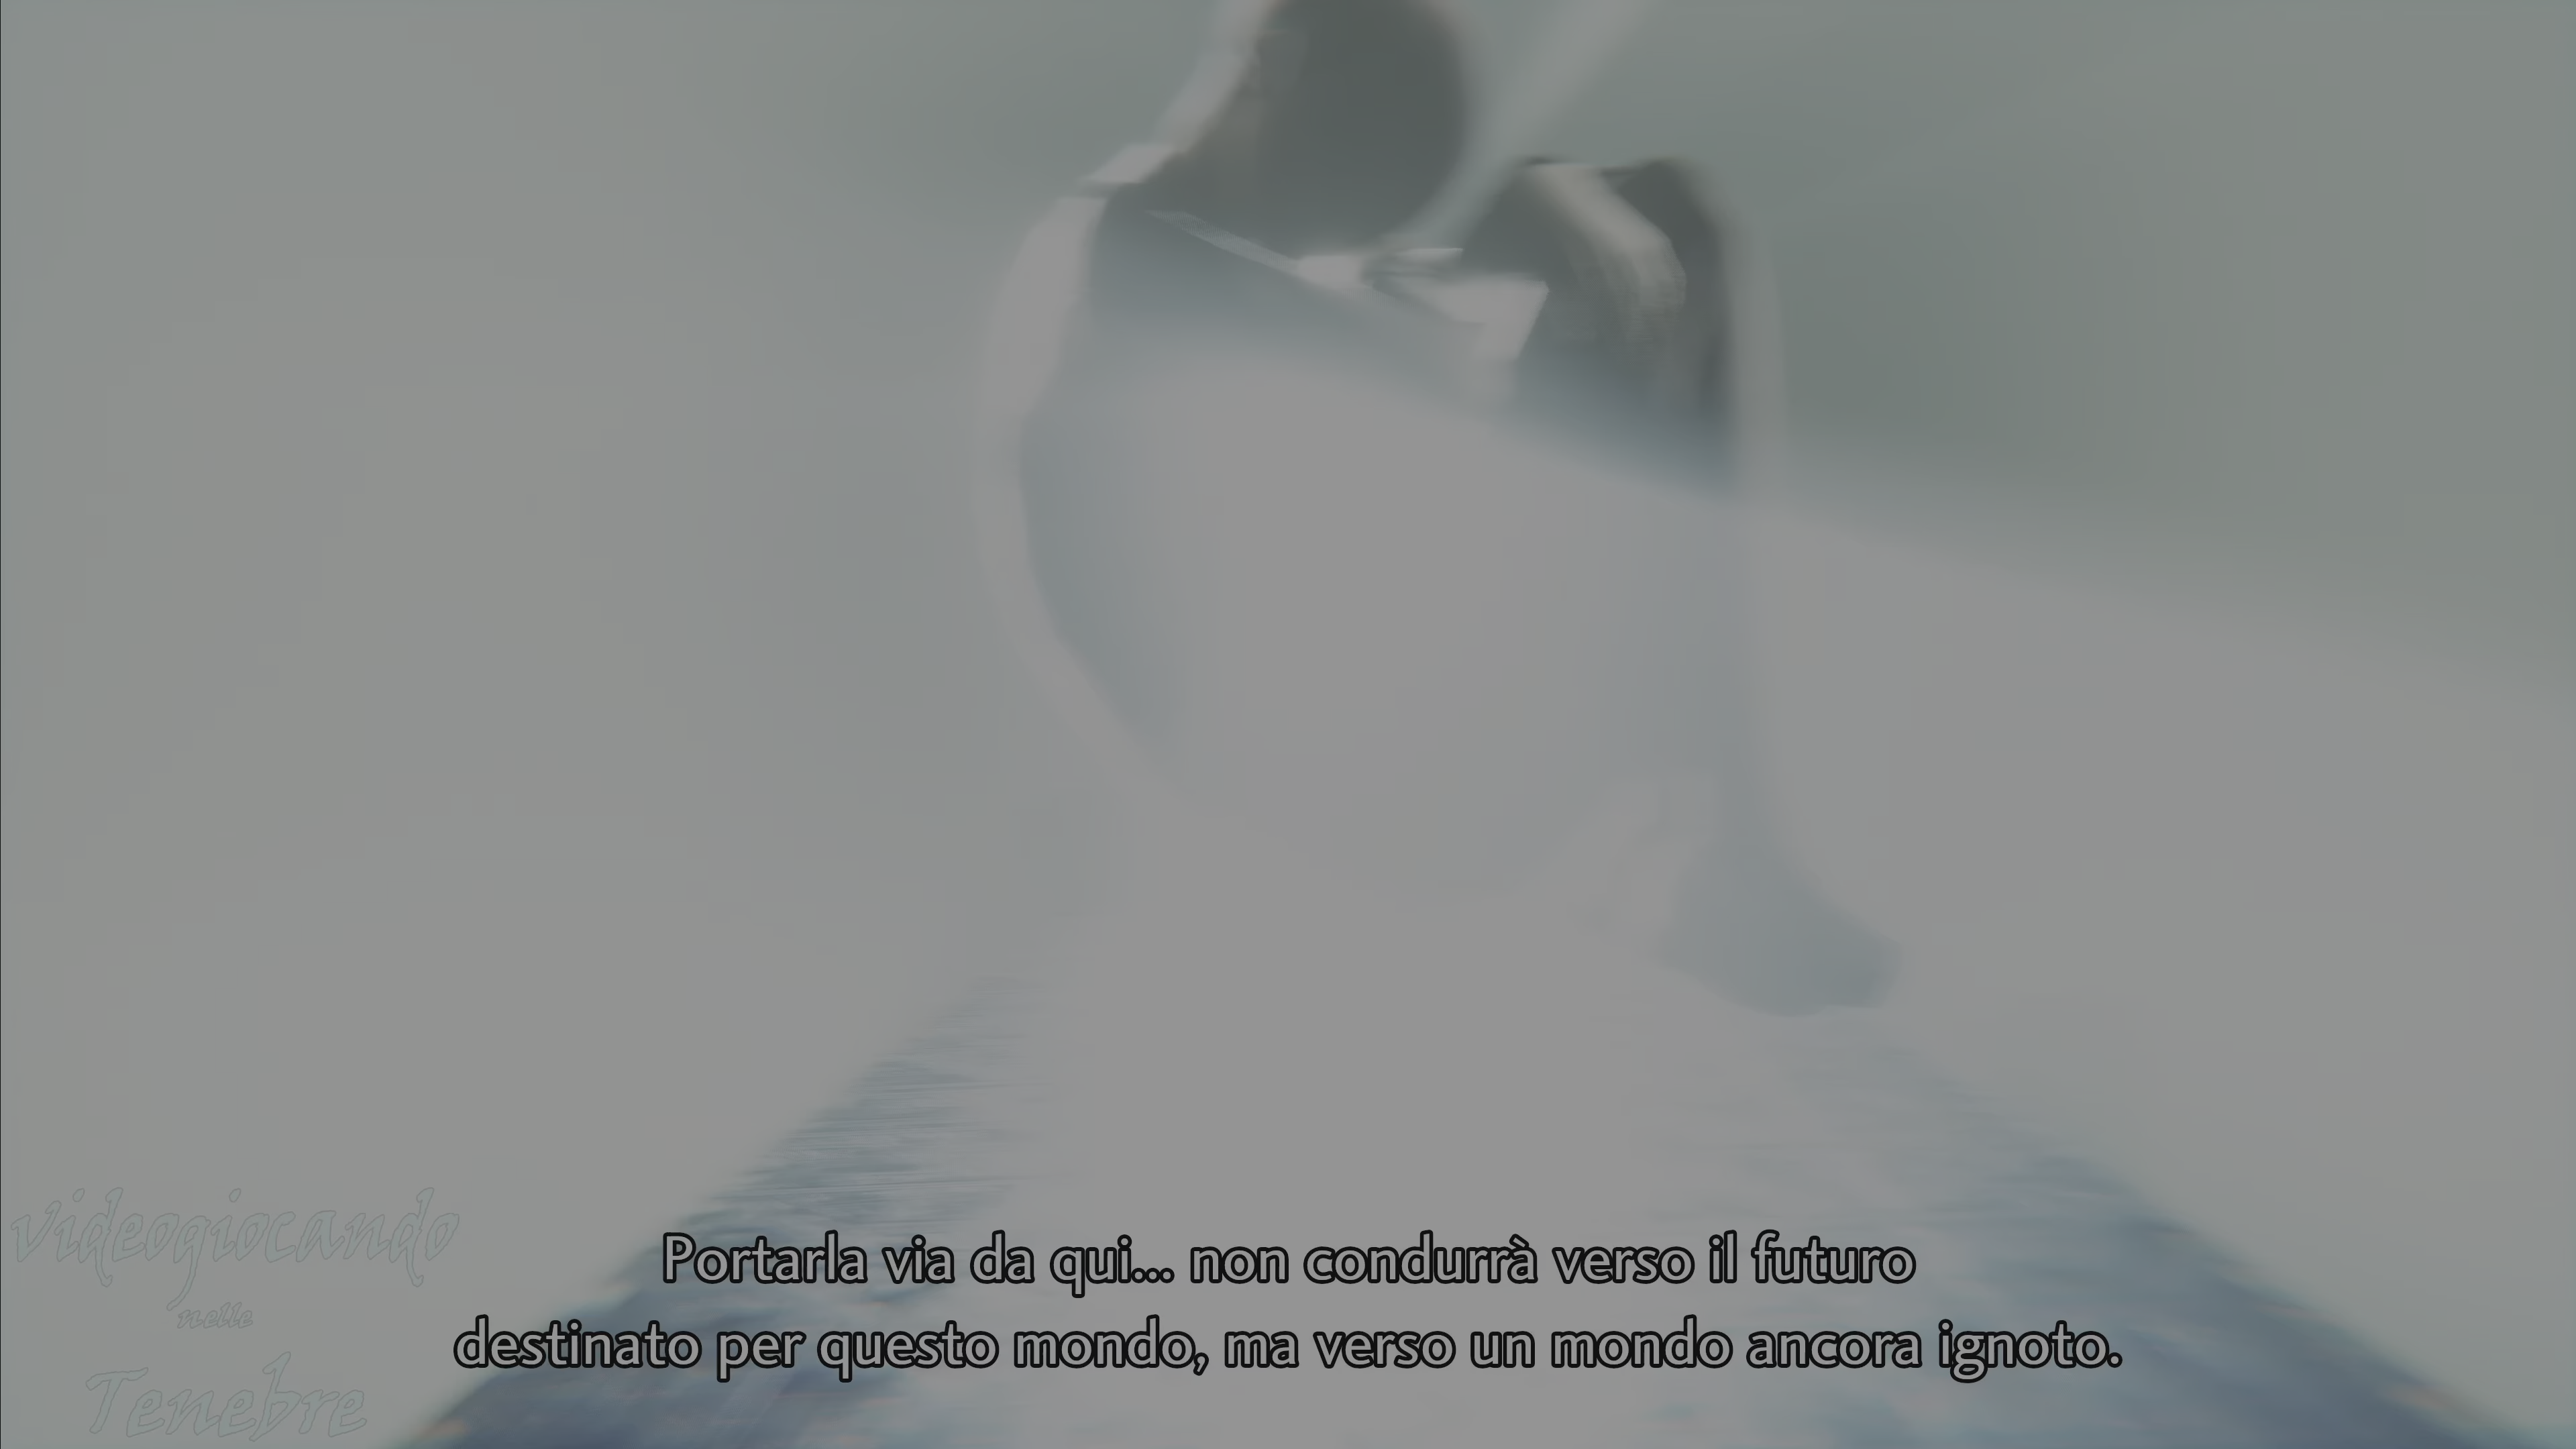 videogiocando
nelle
Tenebre
Portarla via da qui... non condurrà verso il futuro
destinato per questo mondo, ma verso un mondo ancora ignoto.